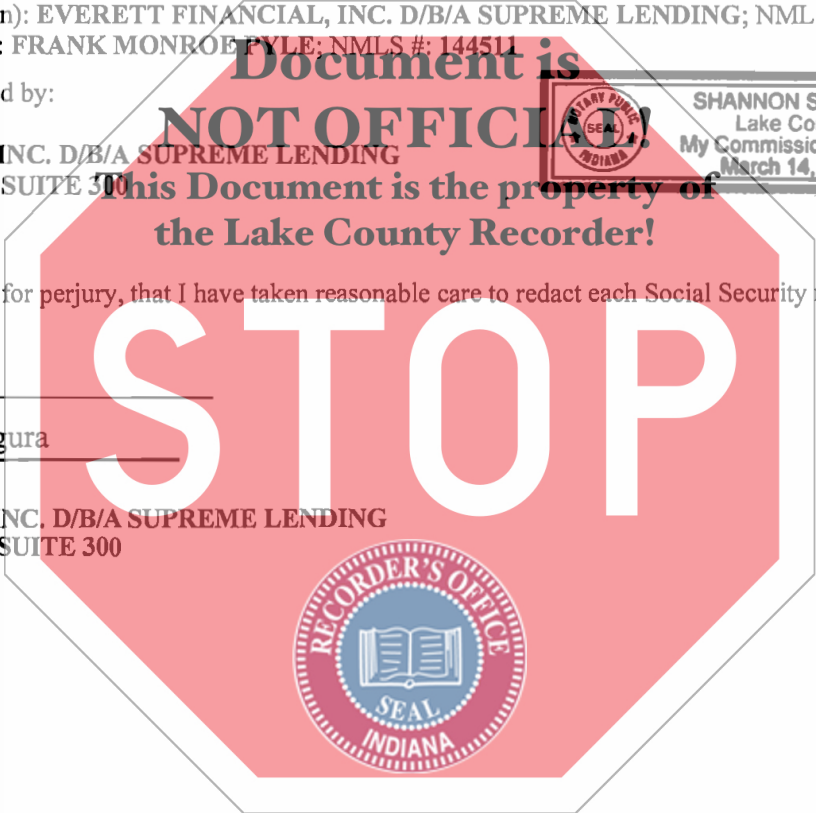 n): EVERETT FINANCIAL, INC. D/B/A SUPREME LENDING; NML
: FRANK MONROE PYLE; NMLS #: 144511
Document is
d by:
SHANNON S
Lake Co
My Commissio
March 14,
NOTARY PUBLIC
SEAL
INDIANA
NOT OFFICIAL!
INC. D/B/A SUPREME LENDING
SUITE 300
This Document is the property of
the Lake County Recorder!
for perjury, that I have taken reasonable care to redact each Social Security
STOP
gura
NC. D/B/A SUPREME LENDING
SUITE 300
RECORDER'S OFFICE
SEAL
INDIANA